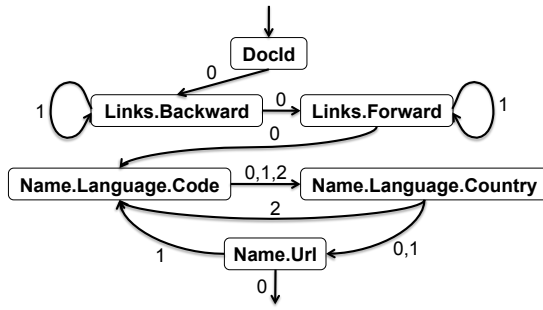 DocId
0
1 Links.Backward 0 Links.Forward 1
0
Name.Language.Code 0,1,2 Name.Language.Country
2
1 Name.Url 0,1
0